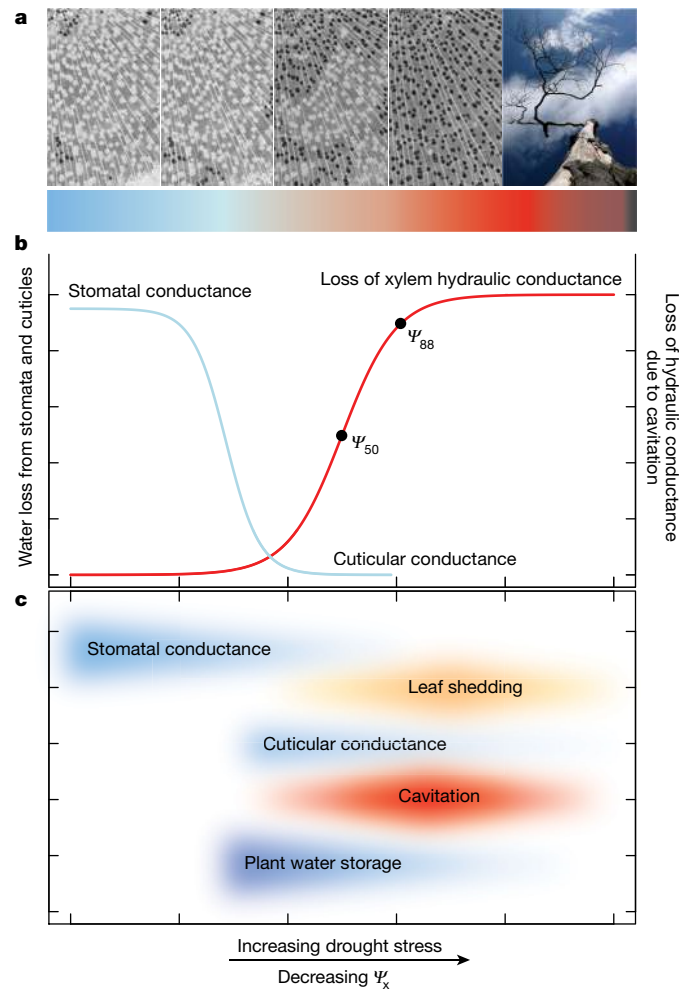 a
b
Water loss from stomata and cuticles
Stomatal conductance
Loss of xylem hydraulic conductance
Ψ88
Ψ50
Cuticular conductance
Loss of hydraulic conductance
due to cavitation
c
Stomatal conductance
Leaf shedding
Cuticular conductance
Cavitation
Plant water storage
Increasing drought stress
Decreasing Ψx